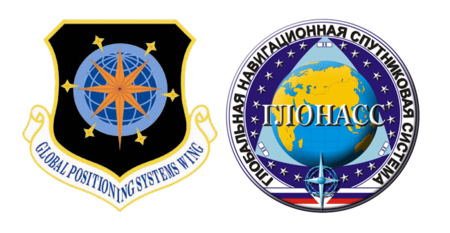 GLOBAL POSITIONING SYSTEMS WING
ГЛОБАЛЬНАЯ НАВИГАЦИОННАЯ СПУТНИКОВАЯ СИСТЕМА
ГЛОНАСС